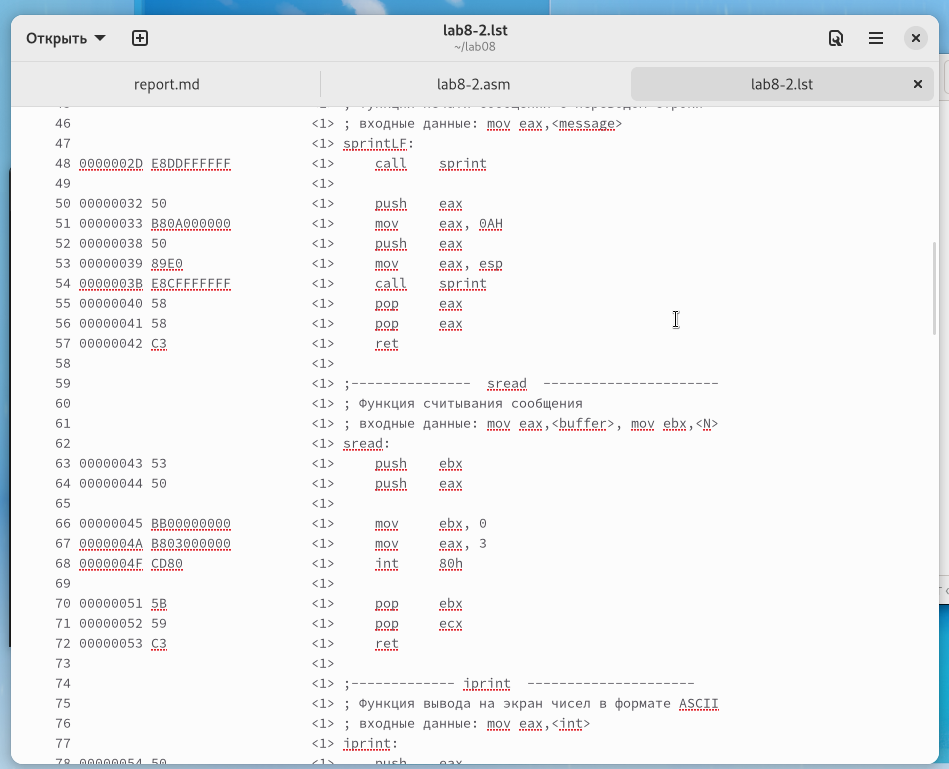 Открыть
lab8-2.lst
~/lab08
report.md
lab8-2.asm
lab8-2.lst
46 <1> ; входные данные: mov eax,<message>
47 <1> sprintLF:
48 0000002D E8DDFFFFFF <1> call sprint
49 <1>
50 00000032 50 <1> push eax
51 00000033 B80A000000 <1> mov eax, 0AH
52 00000038 50 <1> push eax
53 00000039 89E0 <1> mov eax, esp
54 0000003B E8CFFFFFFF <1> call sprint
55 00000040 58 <1> pop eax
56 00000041 58 <1> pop eax
57 00000042 C3 <1> ret
58 <1>
59 <1> ;--------------- sread ----------------------
60 <1> ; Функция считывания сообщения
61 <1> ; входные данные: mov eax,<buffer>, mov ebx,<N>
62 <1> sread:
63 00000043 53 <1> push ebx
64 00000044 50 <1> push eax
65 <1>
66 00000045 BB00000000 <1> mov ebx, 0
67 0000004A B803000000 <1> mov eax, 3
68 0000004F CD80 <1> int 80h
69 <1>
70 00000051 5B <1> pop ebx
71 00000052 59 <1> pop ecx
72 00000053 C3 <1> ret
73 <1>
74 <1> ;------------- iprint ---------------------
75 <1> ; Функция вывода на экран чисел в формате ASCII
76 <1> ; входные данные: mov eax,<int>
77 <1> iprint:
78 00000054 50 <1> push eax